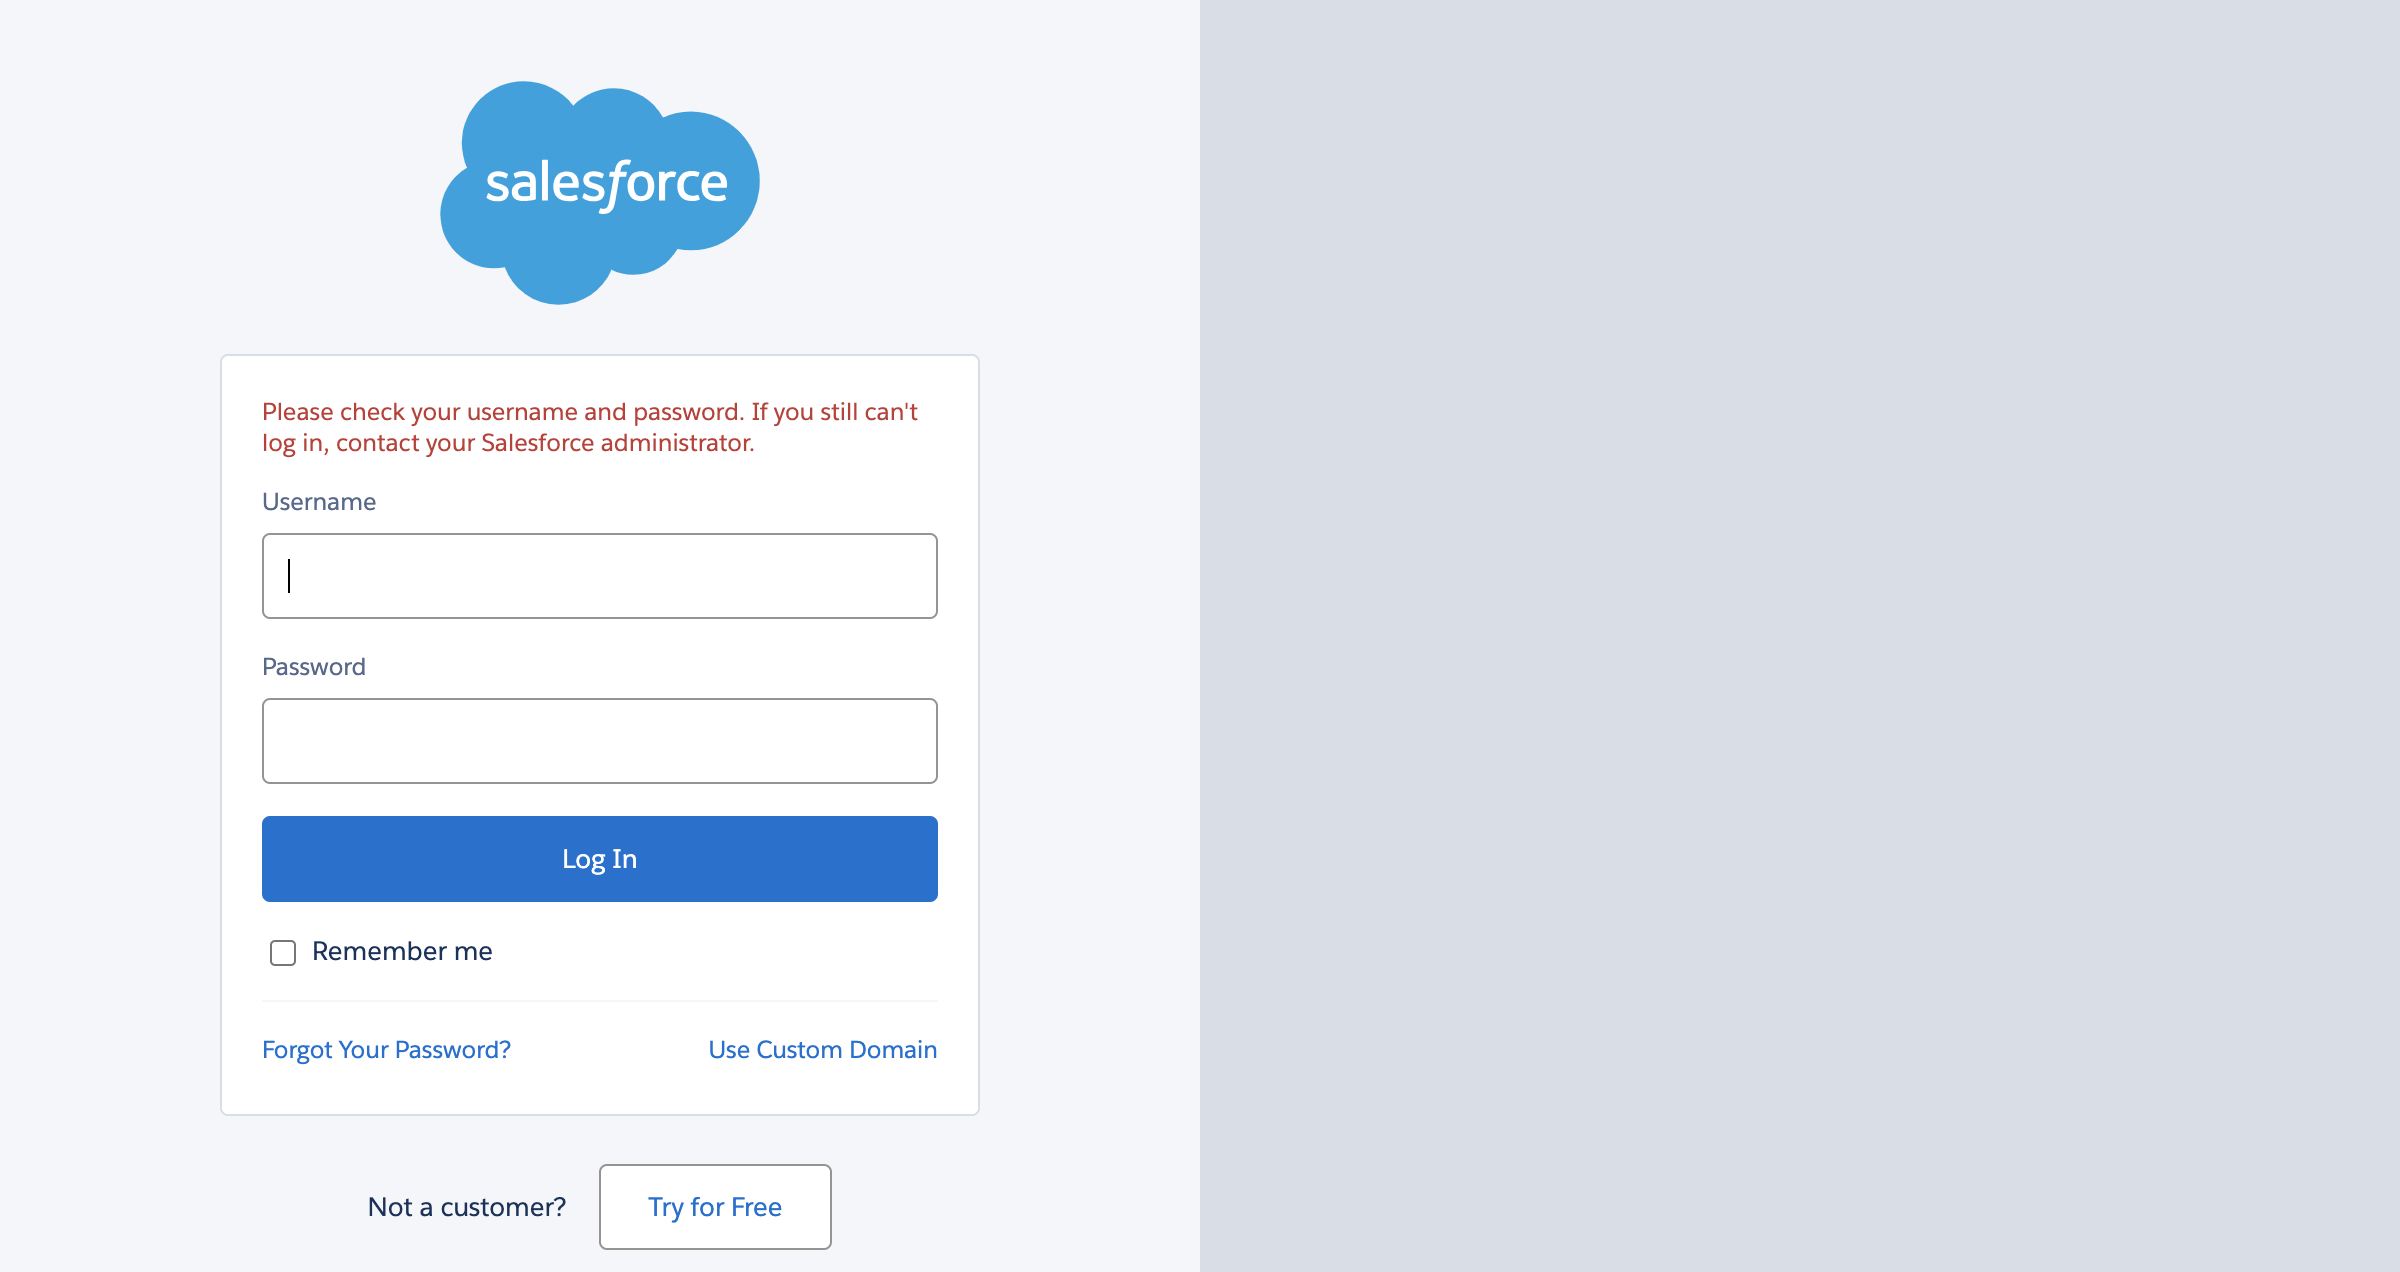 salesforce
Please check your username and password. If you still can't
log in, contact your Salesforce administrator.
Username
Password
Log In
Remember me
Forgot Your Password?
Use Custom Domain
Not a customer?
Try for Free